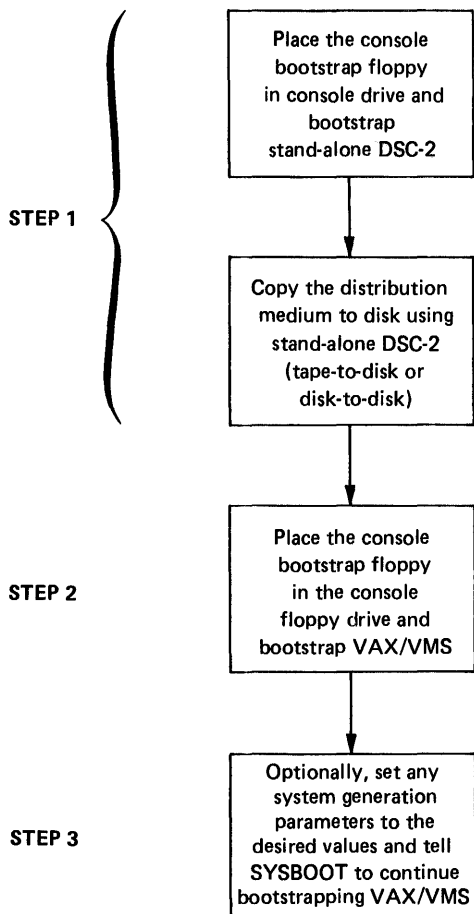 STEP 1
Place the console
bootstrap floppy
in console drive and
bootstrap
stand-alone DSC-2
Copy the distribution
medium to disk using
stand-alone DSC-2
(tape-to-disk or
disk-to-disk)
STEP 2
Place the console
bootstrap floppy
in the console
floppy drive and
bootstrap VAX/VMS
STEP 3
Optionally, set any
system generation
parameters to the
desired values and tell
SYSBOOT to continue
bootstrapping VAX/VMS